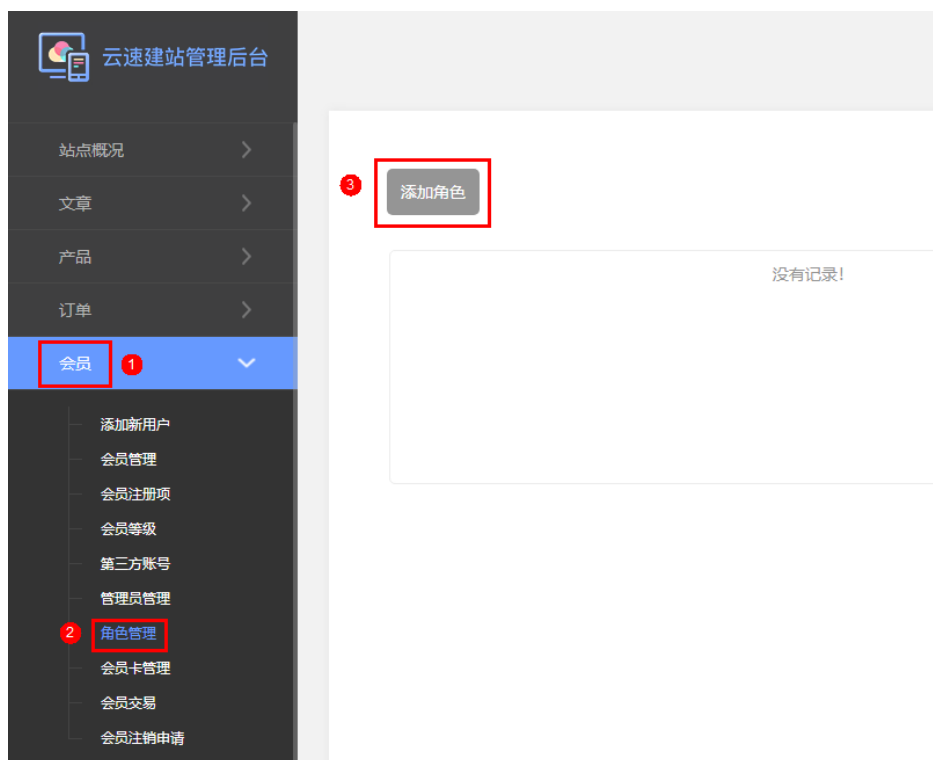 云速建站管理后台
站点概况
文章
产品
订单
会员 1
添加新用户
会员管理
会员注册项
会员等级
第三方账号
管理员管理
2 角色管理
会员卡管理
会员交易
会员注销申请
3 添加角色
没有记录!